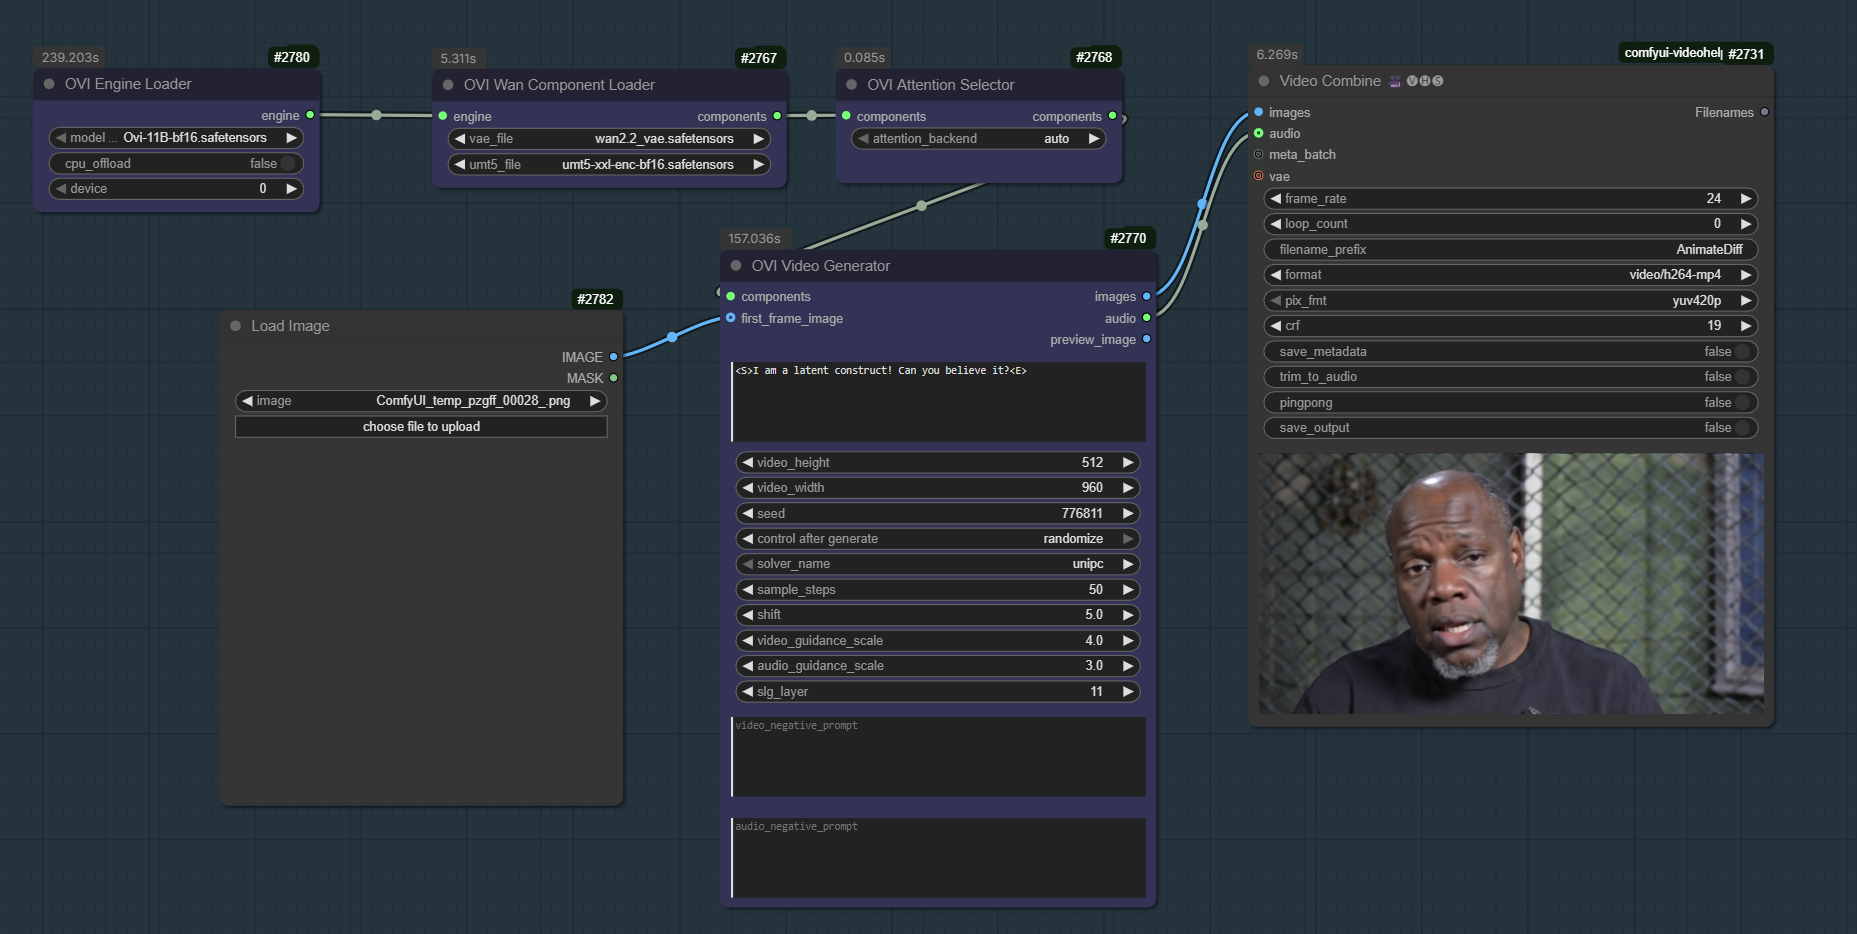 239.203s
#2780
OVI Engine Loader
engine
model ... Ovi-11B-bf16.safetensors
cpu_offload false
device 0
5.311s
#2767
OVI Wan Component Loader
engine components
vae_file wan2.2_vae.safetensors
umt5_file umt5-xxl-enc-bf16.safetensors
0.085s
#2768
OVI Attention Selector
components components
attention_backend auto
#2782
Load Image
IMAGE
MASK
image ComfyUI_temp_pzgff_00028_.png
choose file to upload
157.036s
#2770
OVI Video Generator
components images
first_frame_image audio
preview_image
<S>I am a latent construct! Can you believe it?<E>
video_height 512
video_width 960
seed 776811
control after generate randomize
solver_name unipc
sample_steps 50
shift 5.0
video_guidance_scale 4.0
audio_guidance_scale 3.0
slg_layer 11
video_negative_prompt
audio_negative_prompt
6.269s
comfyui-videohel #2731
Video Combine VHS
images Filenames
audio
meta_batch
vae
frame_rate 24
loop_count 0
filename_prefix AnimateDiff
format video/h264-mp4
pix_fmt yuv420p
crf 19
save_metadata false
trim_to_audio false
pingpong false
save_output false